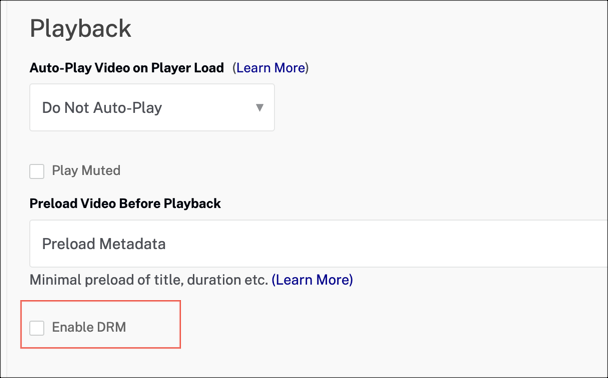 Playback
Auto-Play Video on Player Load (Learn More)
Do Not Auto-Play
Play Muted
Preload Video Before Playback
Preload Metadata
Minimal preload of title, duration etc. (Learn More)
Enable DRM